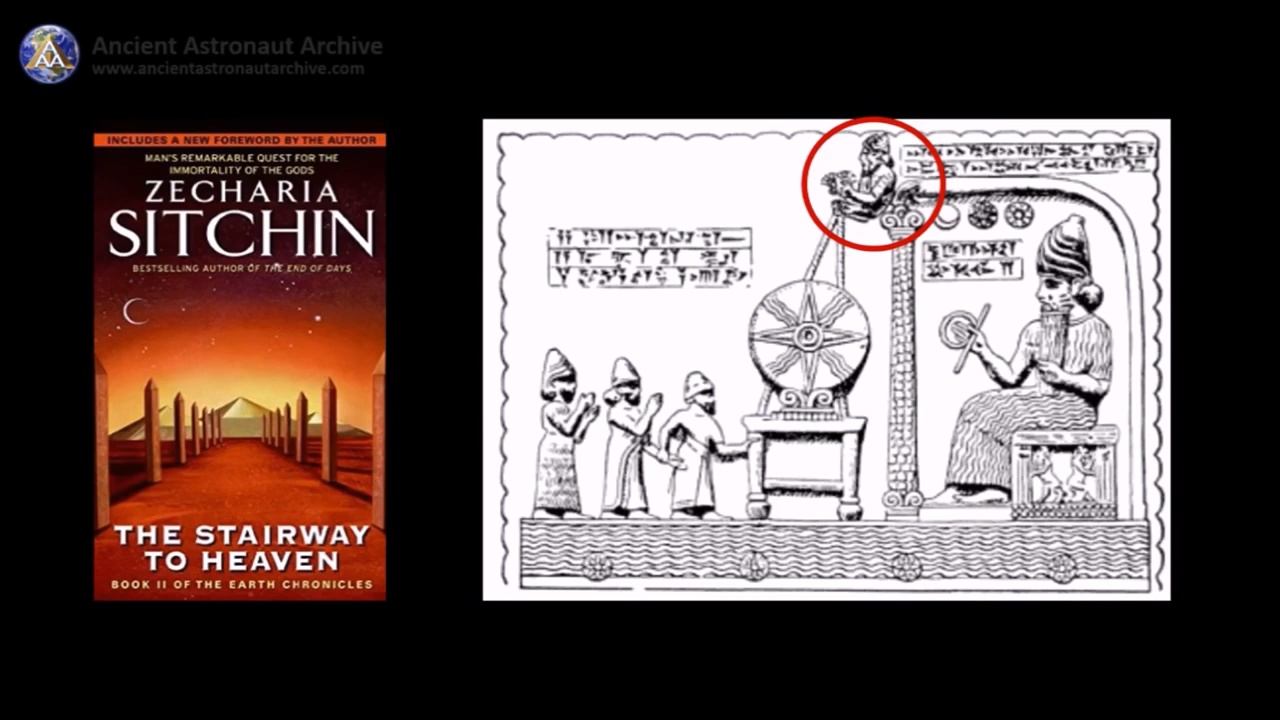 Ancient Astronaut Archive
www.ancientastronautarchive.com
AAA
INCLUDES A NEW FOREWORD BY THE AUTHOR
MAN'S REMARKABLE QUEST FOR THE
IMMORTALITY OF THE GODS
ZECHARIA
SITCHIN
BESTSELLING AUTHOR OF THE END OF DAYS
THE STAIRWAY
TO HEAVEN
BOOK II OF THE EARTH CHRONICLES